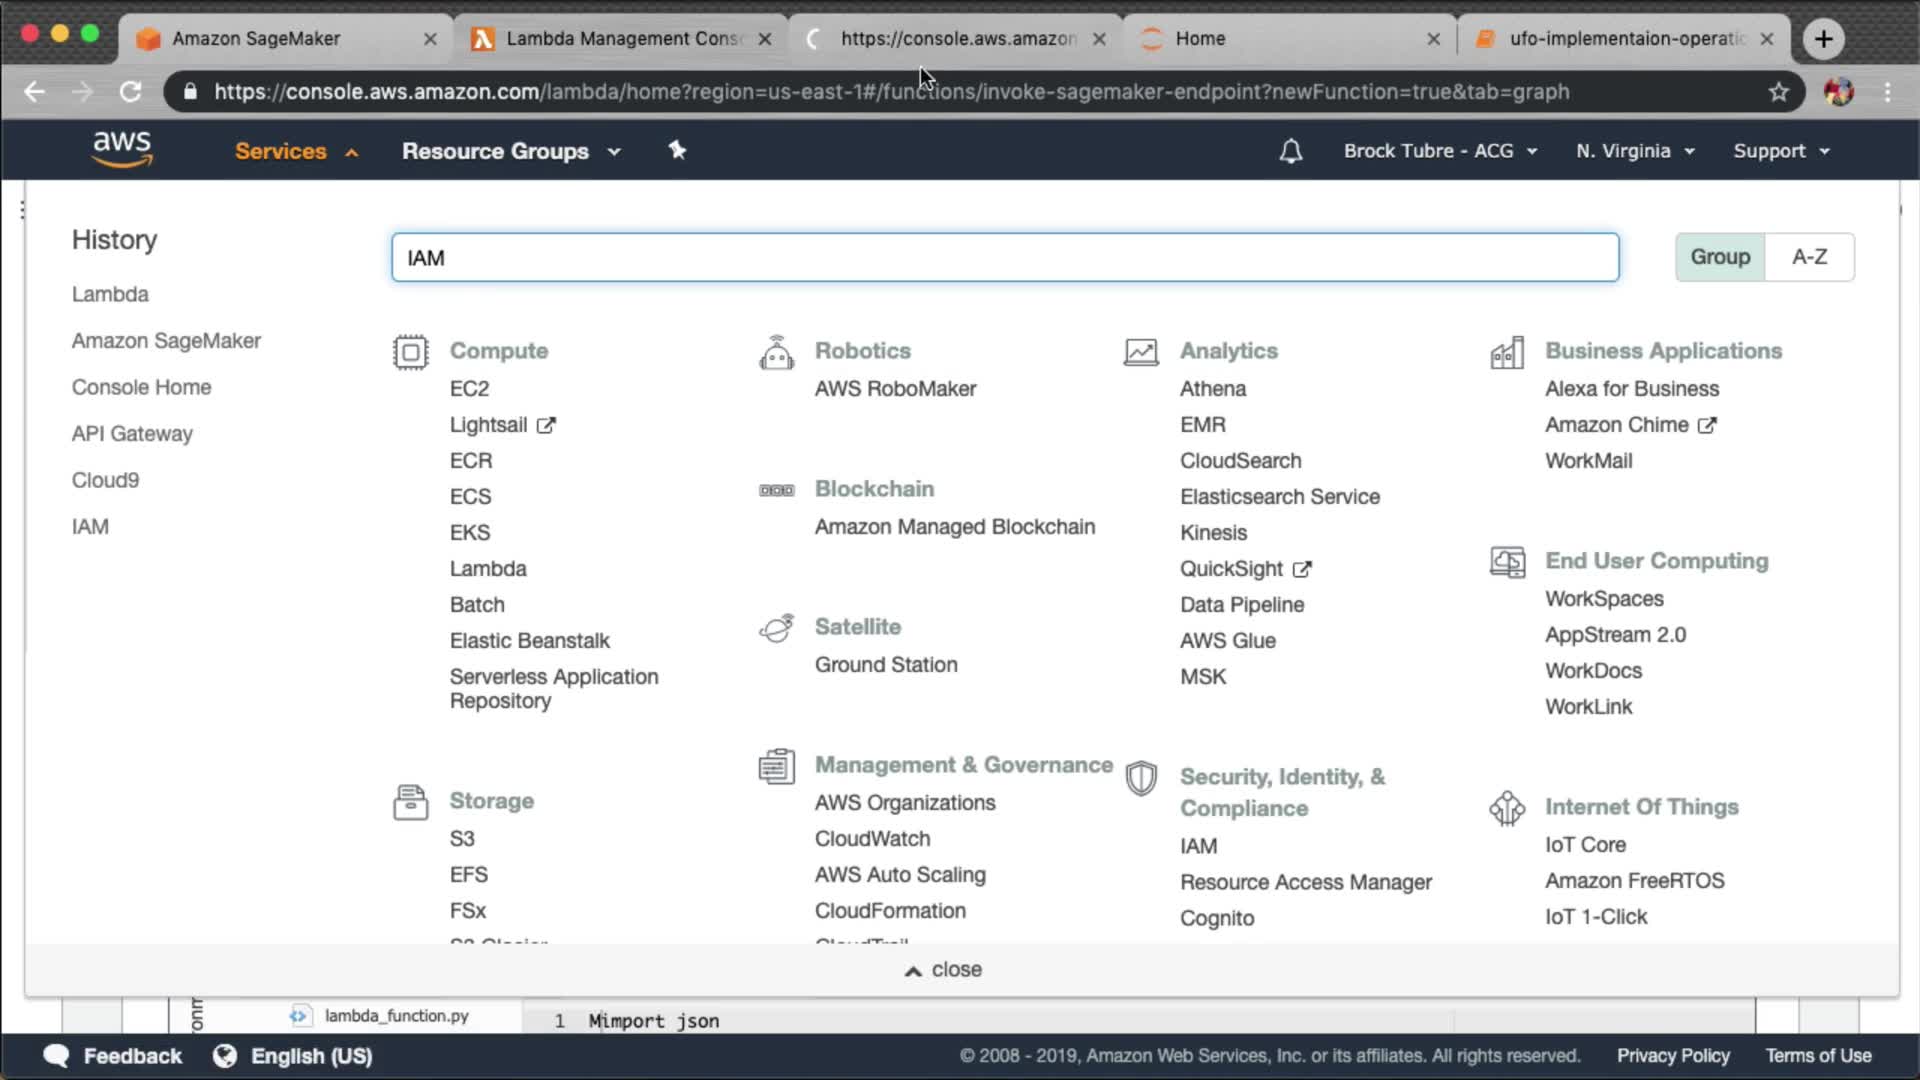 Amazon SageMaker
Lambda Management Cons
https://console.aws.amazon
Home
ufo-implementaion-operatio
https://console.aws.amazon.com/lambda/home?region=us-east-1#/functions/invoke-sagemaker-endpoint?newFunction=true&tab=graph
aws
Services
Resource Groups
Brock Tubre - ACG
N. Virginia
Support
History
Lambda
Amazon SageMaker
Console Home
API Gateway
Cloud9
IAM
IAM
Group
A-Z
Compute
EC2
Lightsail
ECR
ECS
EKS
Lambda
Batch
Elastic Beanstalk
Serverless Application
Repository
Storage
S3
EFS
FSx
S3 Glacier
Robotics
AWS RoboMaker
Blockchain
Amazon Managed Blockchain
Satellite
Ground Station
Management & Governance
AWS Organizations
CloudWatch
AWS Auto Scaling
CloudFormation
CloudTrail
Analytics
Athena
EMR
CloudSearch
Elasticsearch Service
Kinesis
QuickSight
Data Pipeline
AWS Glue
MSK
Security, Identity, &
Compliance
IAM
Resource Access Manager
Cognito
Business Applications
Alexa for Business
Amazon Chime
WorkMail
End User Computing
WorkSpaces
AppStream 2.0
WorkDocs
WorkLink
Internet Of Things
IoT Core
Amazon FreeRTOS
IoT 1-Click
close
lambda_function.py
1 Mimport json
Feedback
English (US)
© 2008 - 2019, Amazon Web Services, Inc. or its affiliates. All rights reserved.
Privacy Policy
Terms of Use